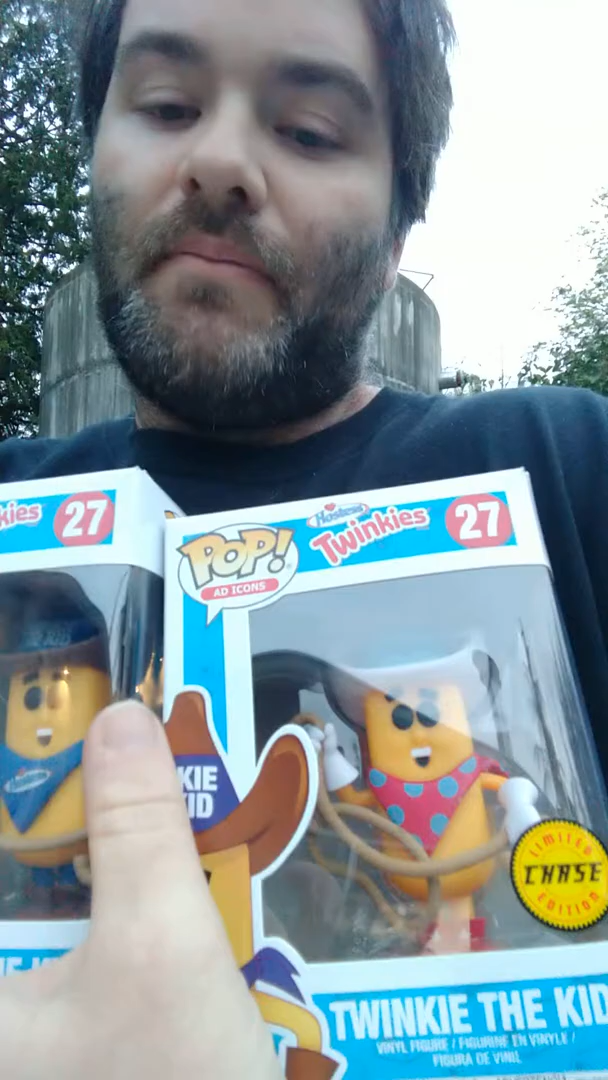 kies 27
POP!
AD ICONS
Hostess
Twinkies
27
KIE
ID
LIMITED
CHASE
EDITION
TWINKIE THE KID
VINYL FIGURE / FIGURINE EN VINYLE /
FIGURA DE VINIL